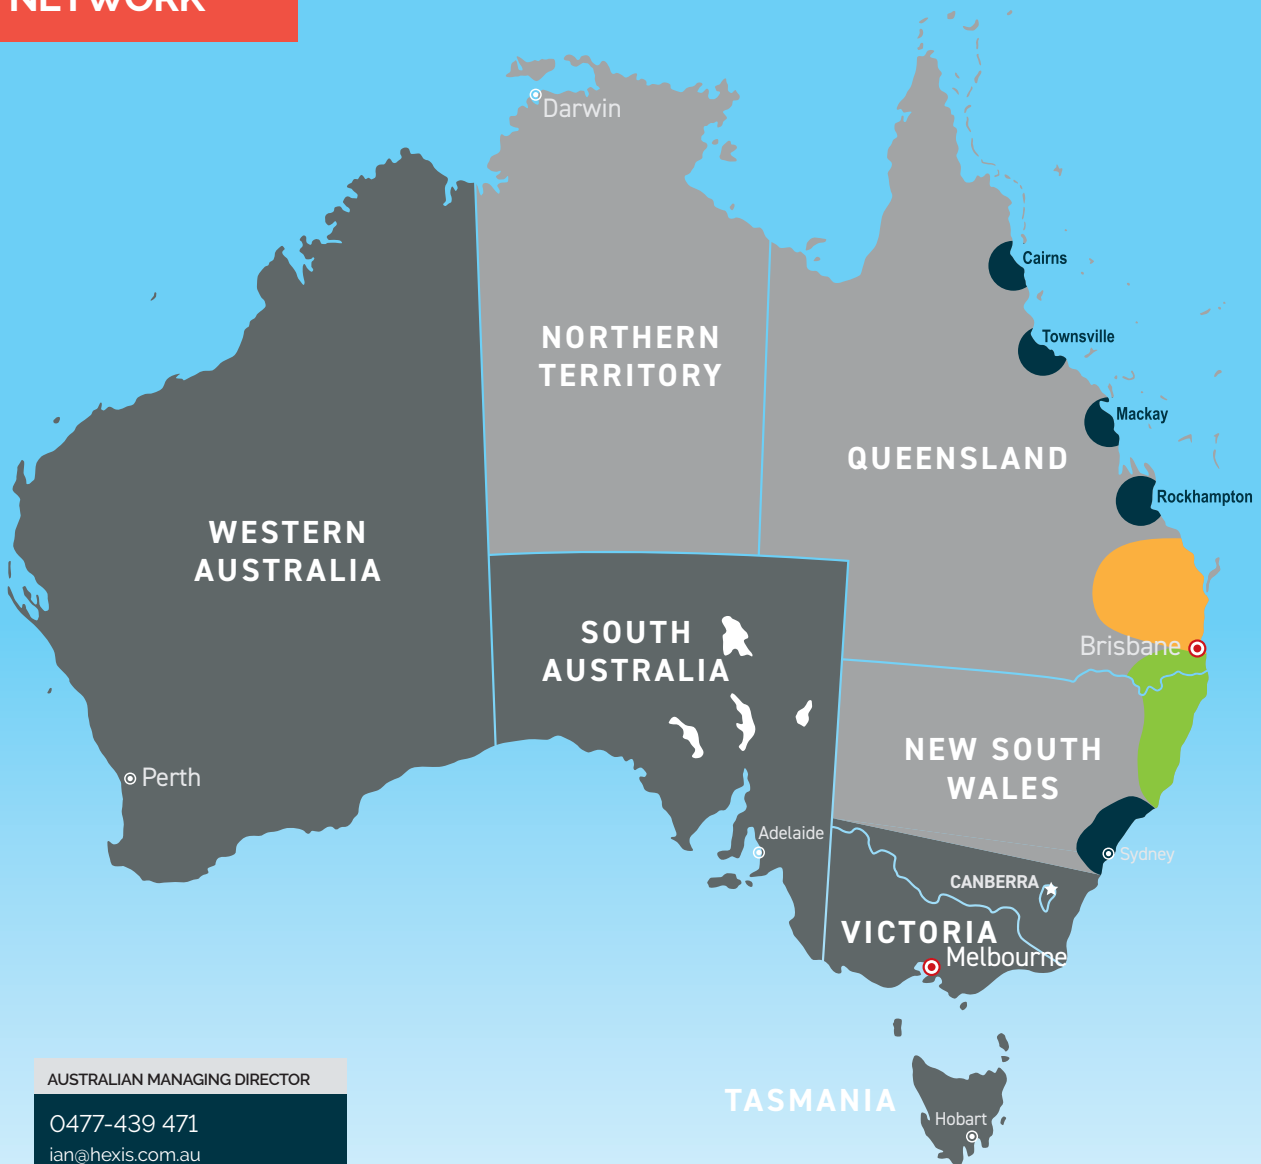 NETWORK
Darwin
Cairns
NORTHERN
TERRITORY
Townsville
Mackay
QUEENSLAND
Rockhampton
WESTERN
AUSTRALIA
SOUTH
AUSTRALIA
Brisbane
NEW SOUTH
WALES
Perth
Adelaide
Sydney
CANBERRA
VICTORIA
Melbourne
AUSTRALIAN MANAGING DIRECTOR
0477-439 471
ian@hexis.com.au
TASMANIA
Hobart